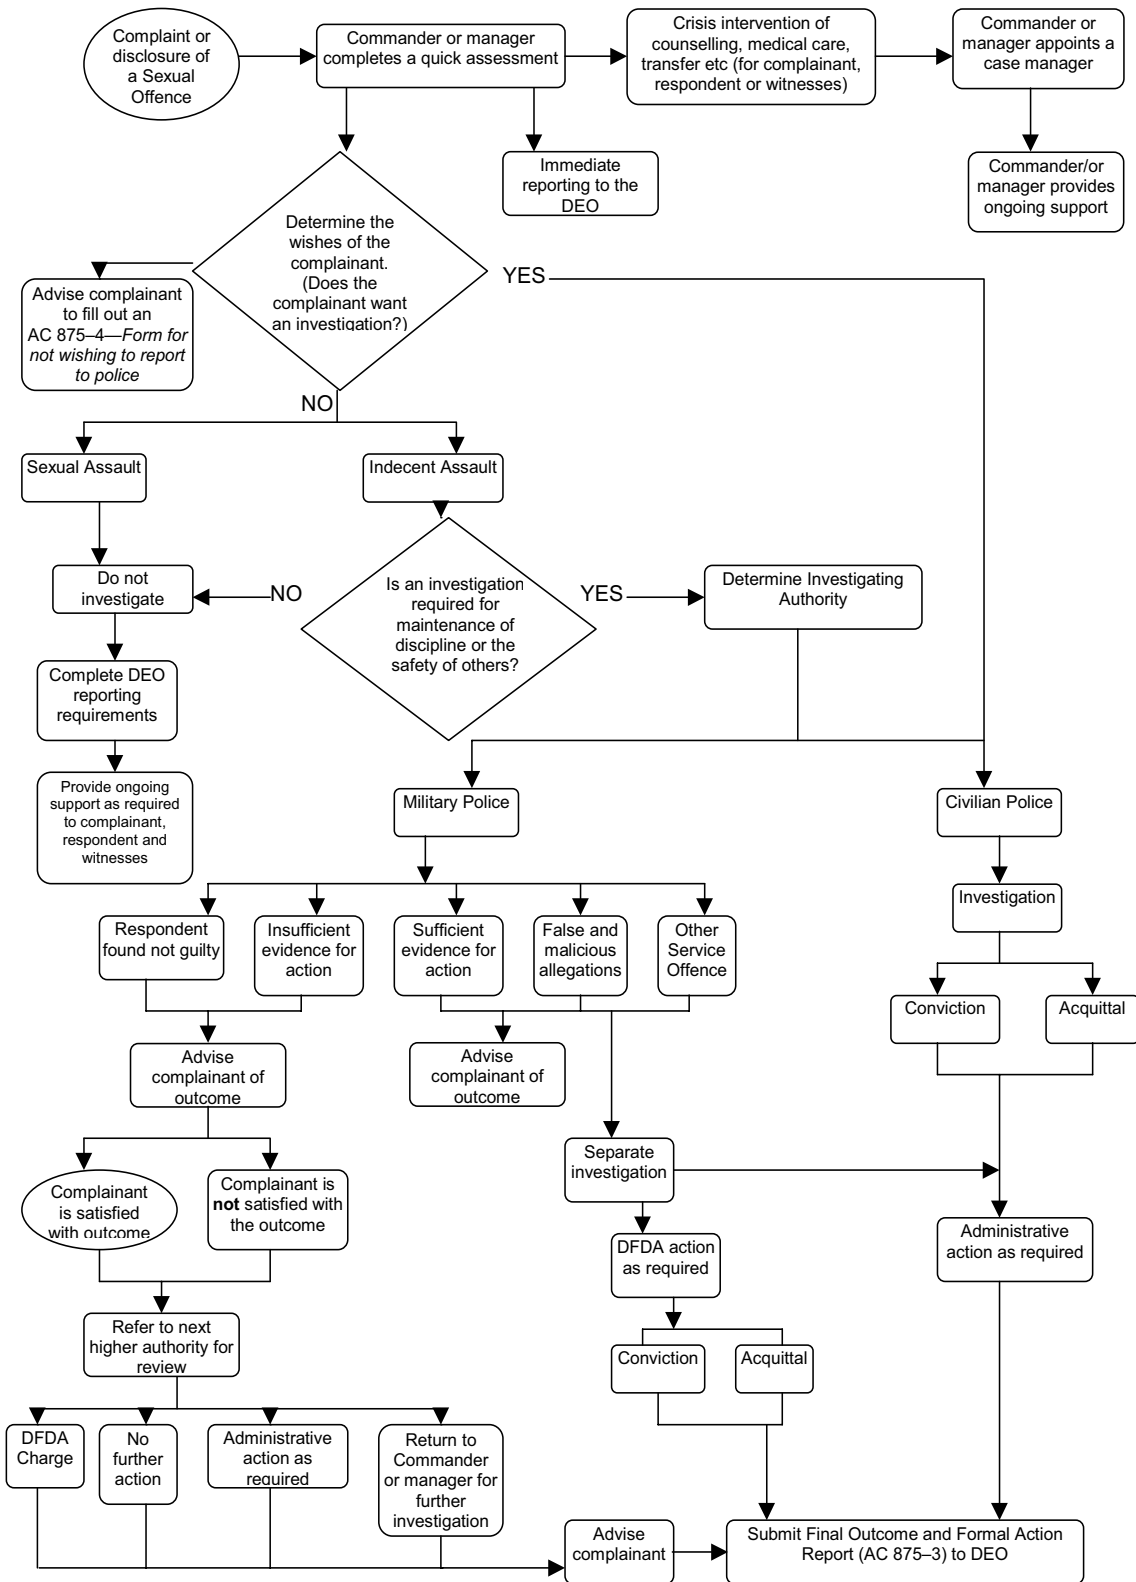 Complaint or
disclosure of
a Sexual
Offence
Commander or manager
completes a quick assessment
Crisis intervention of
counselling, medical care,
transfer etc (for complainant,
respondent or witnesses)
Commander or
manager appoints a
case manager
Immediate
reporting to the
DEO
Commander/or
manager provides
ongoing support
Determine the
wishes of the
complainant.
(Does the
complainant want
an investigation?)
YES
Advise complainant
to fill out an
AC 875–4—Form for
not wishing to report
to police
NO
Sexual Assault
Indecent Assault
Do not
investigate
NO
Is an investigation
required for
maintenance of
discipline or the
safety of others?
YES
Determine Investigating
Authority
Complete DEO
reporting
requirements
Provide ongoing
support as required
to complainant,
respondent and
witnesses
Military Police
Civilian Police
Investigation
Respondent
found not guilty
Insufficient
evidence for
action
Sufficient
evidence for
action
False and
malicious
allegations
Other
Service
Offence
Conviction
Acquittal
Advise
complainant of
outcome
Advise
complainant of
outcome
Separate
investigation
Complainant
is satisfied
with outcome
Complainant is
not satisfied with
the outcome
Administrative
action as required
DFDA action
as required
Refer to next
higher authority for
review
Conviction
Acquittal
DFDA
Charge
No
further
action
Administrative
action as
required
Return to
Commander
or manager for
further
investigation
Advise
complainant
Submit Final Outcome and Formal Action
Report (AC 875–3) to DEO